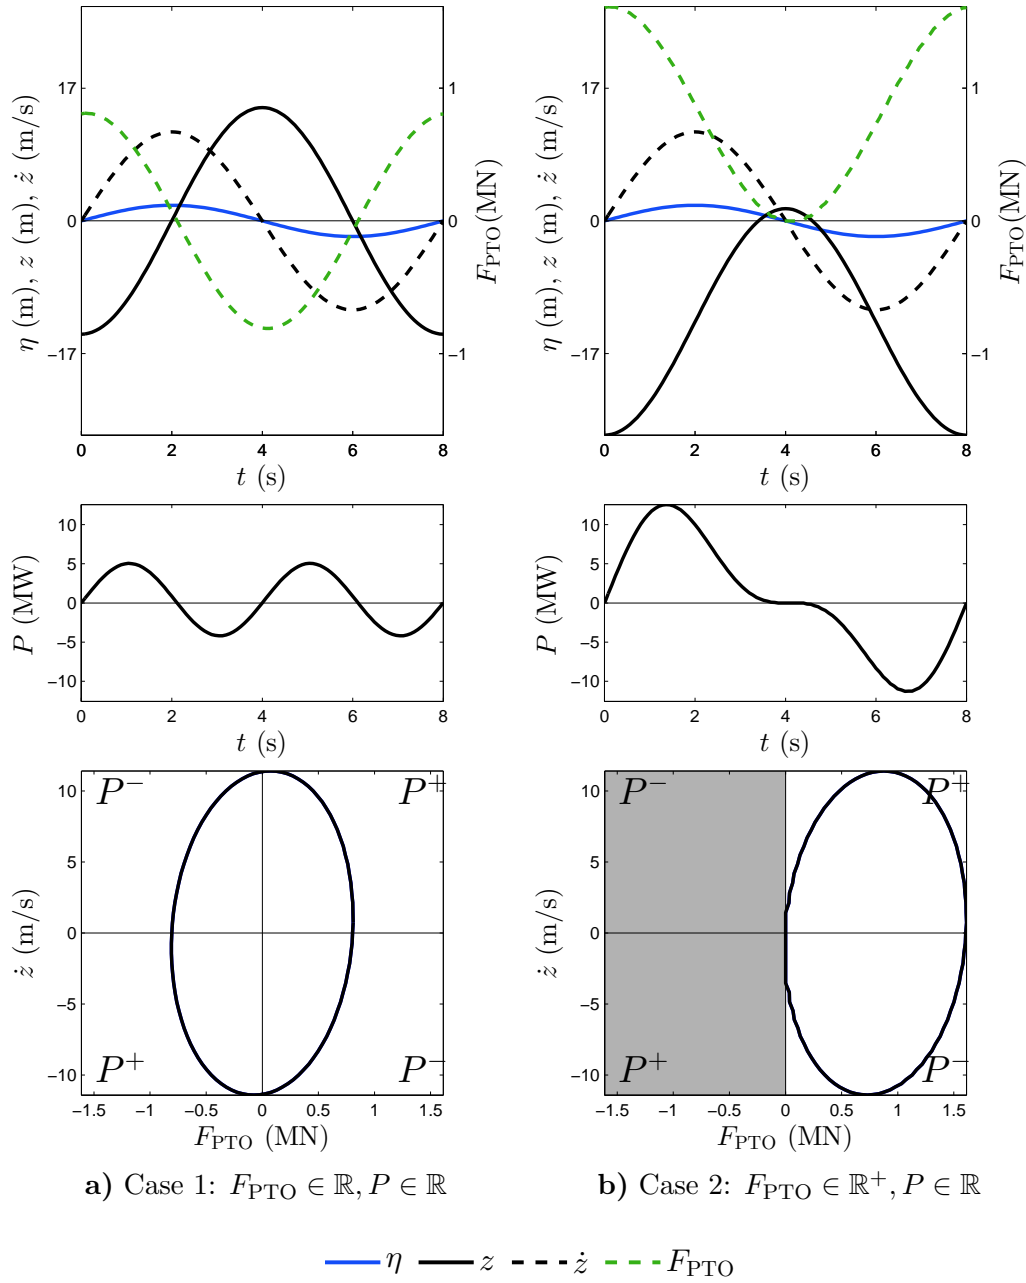 η (m), z (m), ż (m/s)
17
0
−17
1
0
−1
F_PTO (MN)
0 2 4 6 8
t (s)
η (m), z (m), ż (m/s)
17
0
−17
1
0
−1
F_PTO (MN)
0 2 4 6 8
t (s)
P (MW)
10
5
0
−5
−10
0 2 4 6 8
t (s)
P (MW)
10
5
0
−5
−10
0 2 4 6 8
t (s)
ż (m/s)
10
5
0
−5
−10
P⁻ P⁺
P⁺ P⁻
−1.5 −1 −0.5 0 0.5 1 1.5
F_PTO (MN)
ż (m/s)
10
5
0
−5
−10
P⁻ P⁺
P⁺ P⁻
−1.5 −1 −0.5 0 0.5 1 1.5
F_PTO (MN)
a) Case 1: F_PTO ∈ ℝ, P ∈ ℝ
b) Case 2: F_PTO ∈ ℝ⁺, P ∈ ℝ
η z ż F_PTO